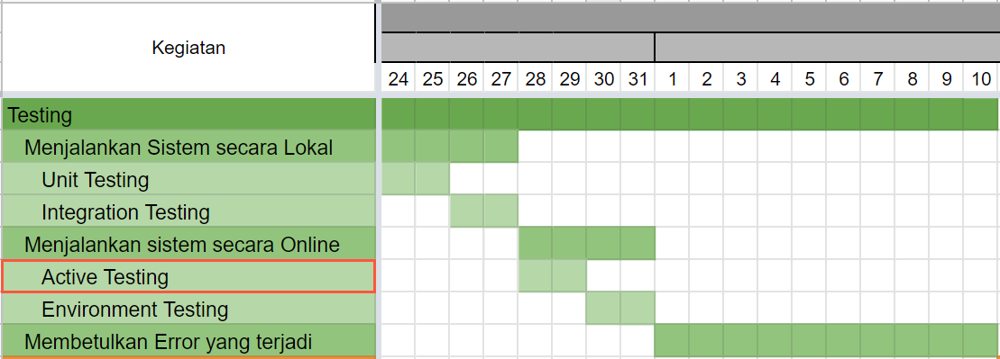 Kegiatan
24 25 26 27 28 29 30 31 1 2 3 4 5 6 7 8 9 10
Testing
Menjalankan Sistem secara Lokal
Unit Testing
Integration Testing
Menjalankan sistem secara Online
Active Testing
Environment Testing
Membetulkan Error yang terjadi